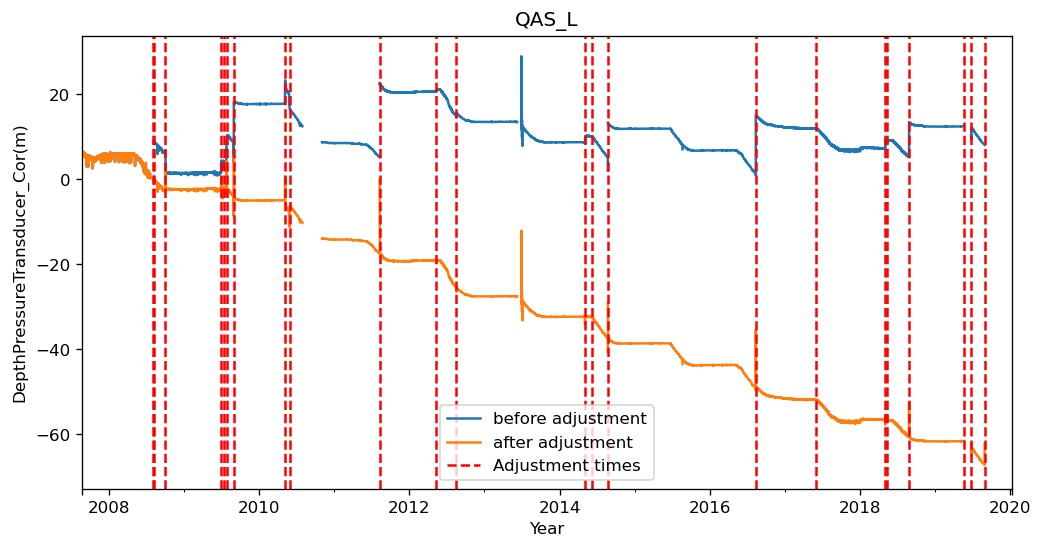 QAS_L
DepthPressureTransducer_Cor(m)
20
0
−20
−40
−60
before adjustment
after adjustment
Adjustment times
2008 2010 2012 2014 2016 2018 2020
Year